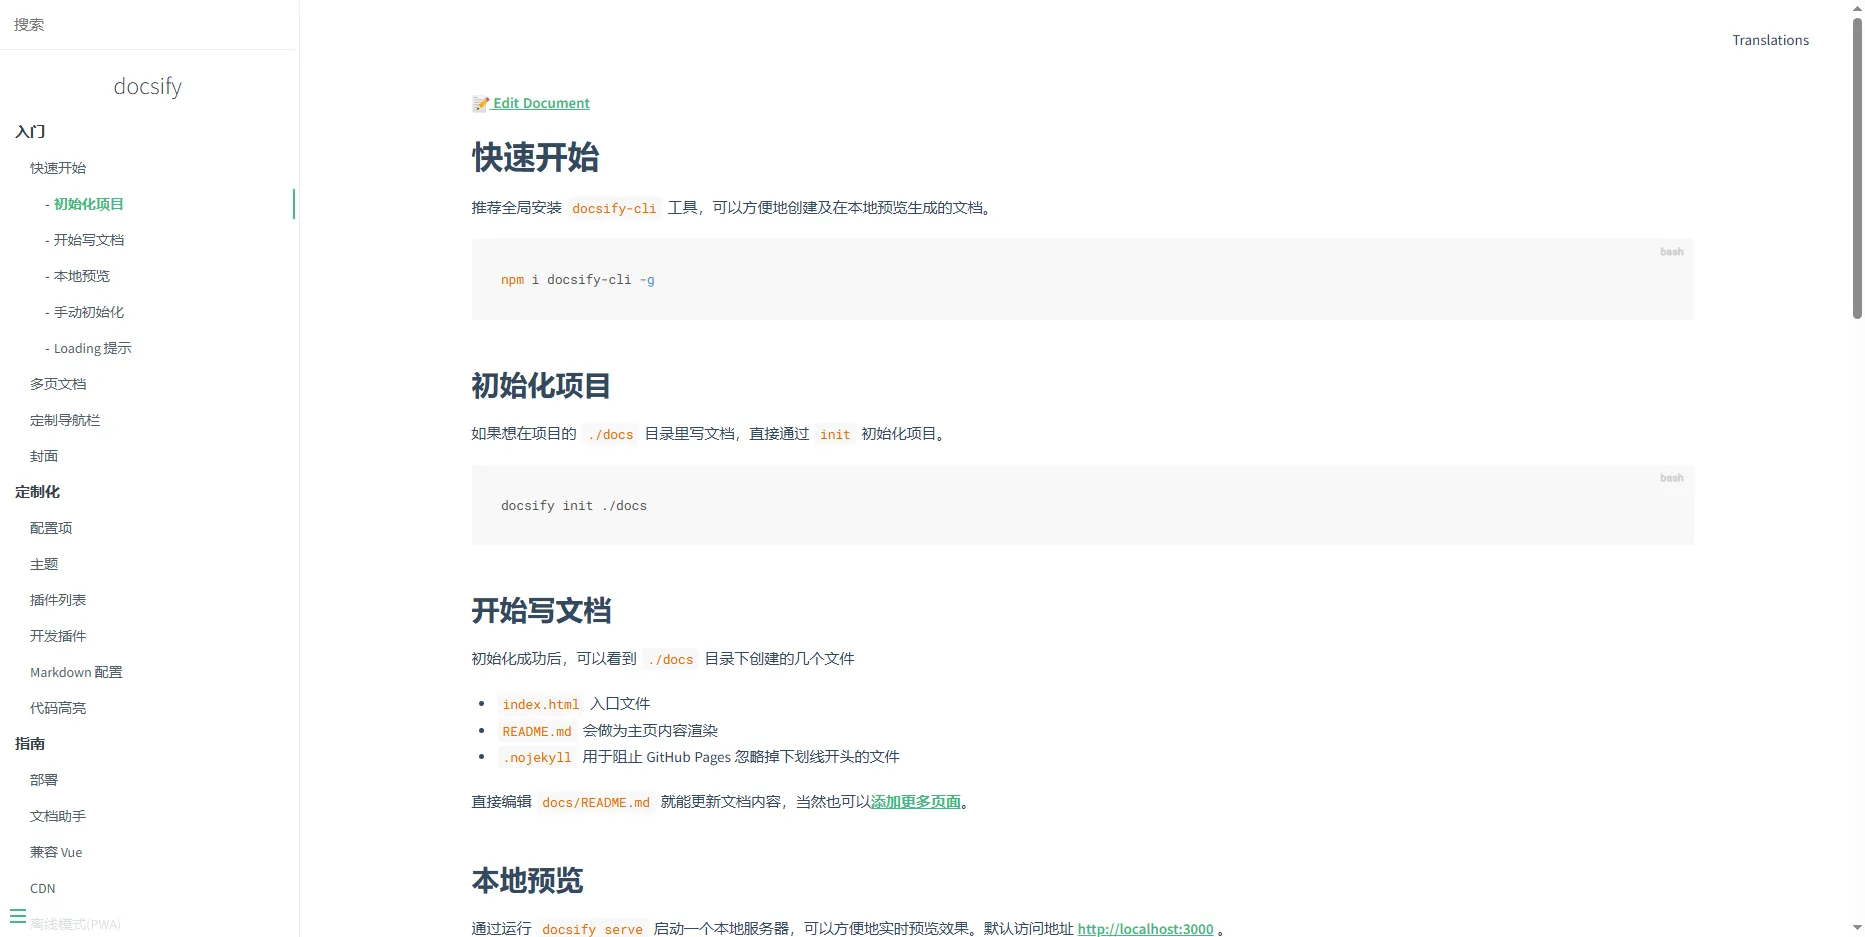 搜索
docsify
入门
快速开始
- 初始化项目
- 开始写文档
- 本地预览
- 手动初始化
- Loading 提示
多页文档
定制导航栏
封面
定制化
配置项
主题
插件列表
开发插件
Markdown 配置
代码高亮
指南
部署
文档助手
兼容 Vue
CDN
离线模式(PWA)
Translations
📝 Edit Document
快速开始
推荐全局安装 docsify-cli 工具，可以方便地创建及在本地预览生成的文档。
bash
npm i docsify-cli -g
初始化项目
如果想在项目的 ./docs 目录里写文档，直接通过 init 初始化项目。
bash
docsify init ./docs
开始写文档
初始化成功后，可以看到 ./docs 目录下创建的几个文件
• index.html 入口文件
• README.md 会做为主页内容渲染
• .nojekyll 用于阻止 GitHub Pages 忽略掉下划线开头的文件
直接编辑 docs/README.md 就能更新文档内容，当然也可以添加更多页面。
本地预览
通过运行 docsify serve 启动一个本地服务器，可以方便地实时预览效果。默认访问地址 http://localhost:3000 。